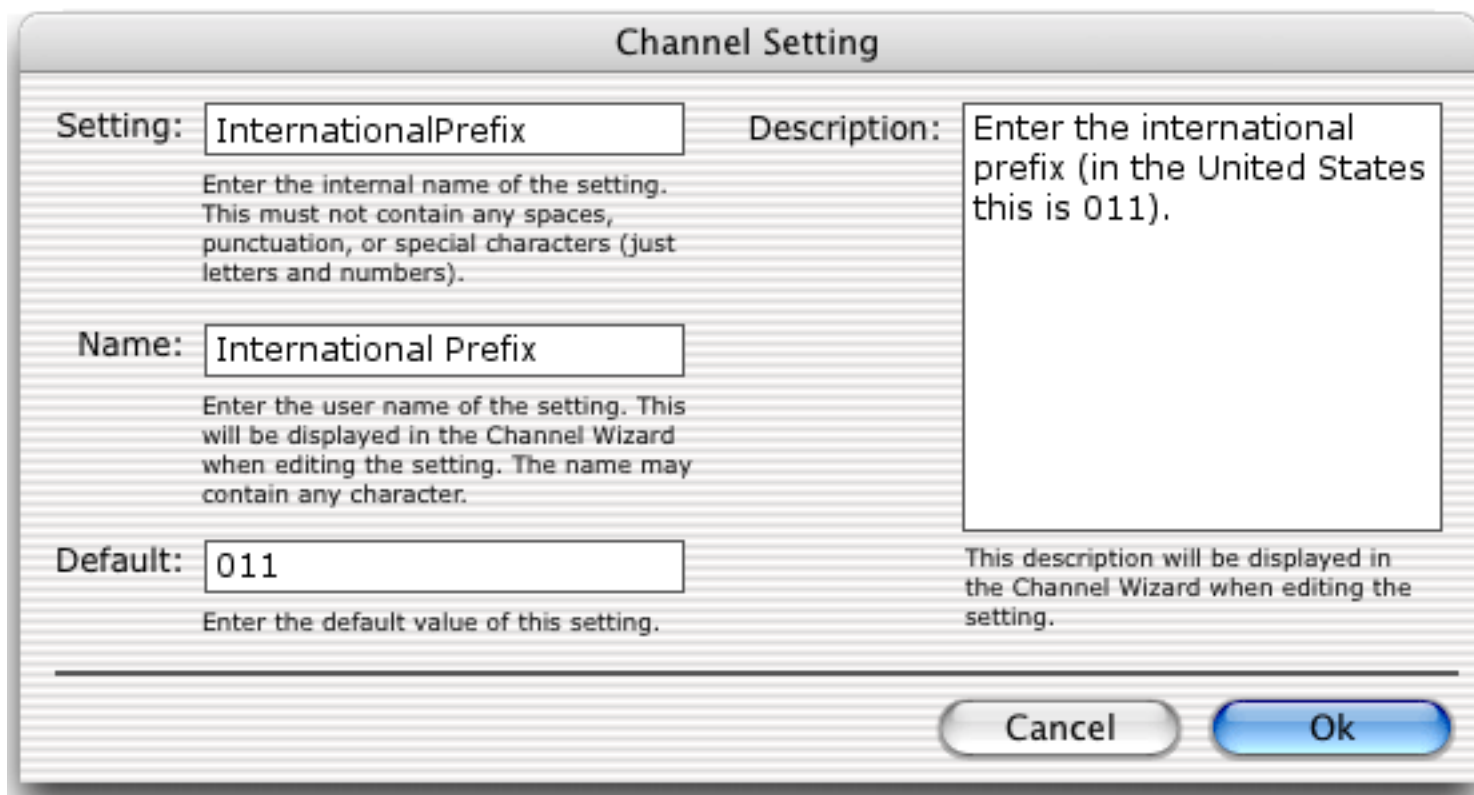 Channel Setting
Setting:
InternationalPrefix
Enter the internal name of the setting.
This must not contain any spaces,
punctuation, or special characters (just
letters and numbers).
Name:
International Prefix
Enter the user name of the setting. This
will be displayed in the Channel Wizard
when editing the setting. The name may
contain any character.
Default:
011
Enter the default value of this setting.
Description:
Enter the international
prefix (in the United States
this is 011).
This description will be displayed in
the Channel Wizard when editing the
setting.
Cancel
Ok